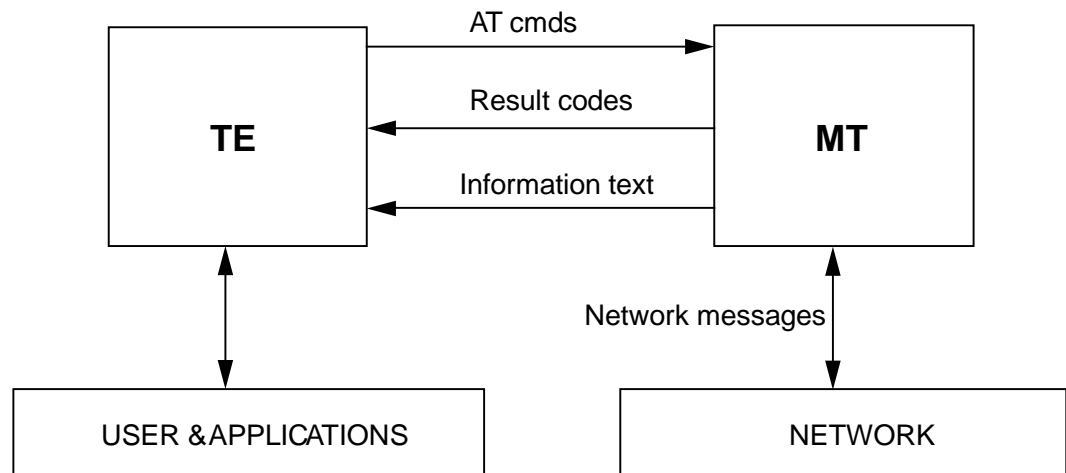 AT cmds
Result codes
TE
MT
Information text
Network messages
USER & APPLICATIONS
NETWORK